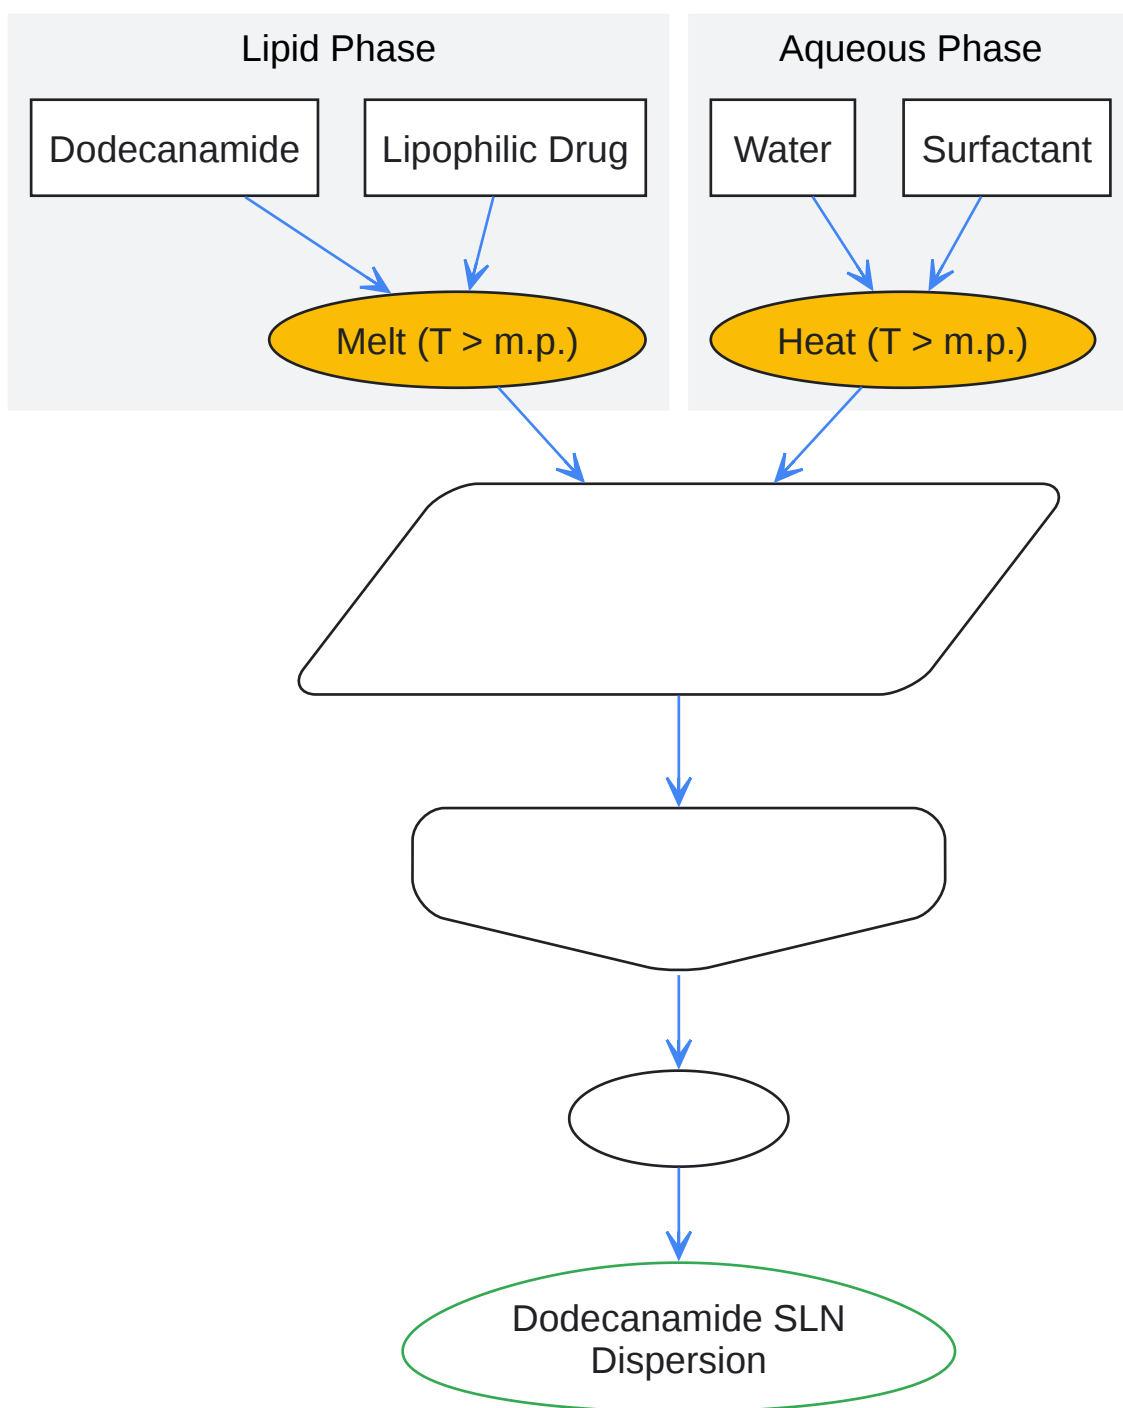 Lipid Phase
Aqueous Phase
Dodecanamide
Lipophilic Drug
Water
Surfactant
Melt (T > m.p.)
Heat (T > m.p.)
Dodecanamide SLN
Dispersion